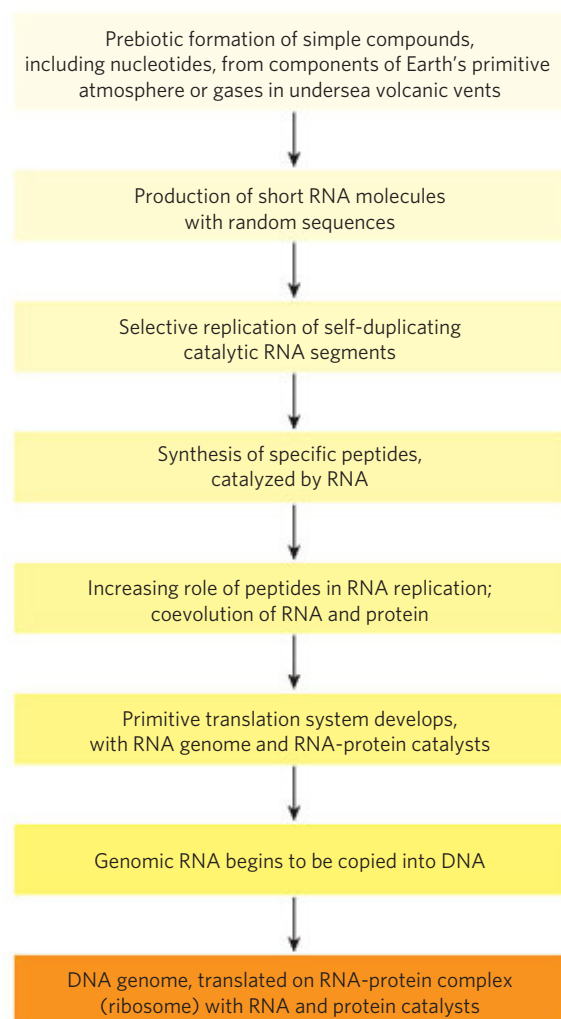 Prebiotic formation of simple compounds,
including nucleotides, from components of Earth's primitive
atmosphere or gases in undersea volcanic vents
Production of short RNA molecules
with random sequences
Selective replication of self-duplicating
catalytic RNA segments
Synthesis of specific peptides,
catalyzed by RNA
Increasing role of peptides in RNA replication;
coevolution of RNA and protein
Primitive translation system develops,
with RNA genome and RNA-protein catalysts
Genomic RNA begins to be copied into DNA
DNA genome, translated on RNA-protein complex
(ribosome) with RNA and protein catalysts